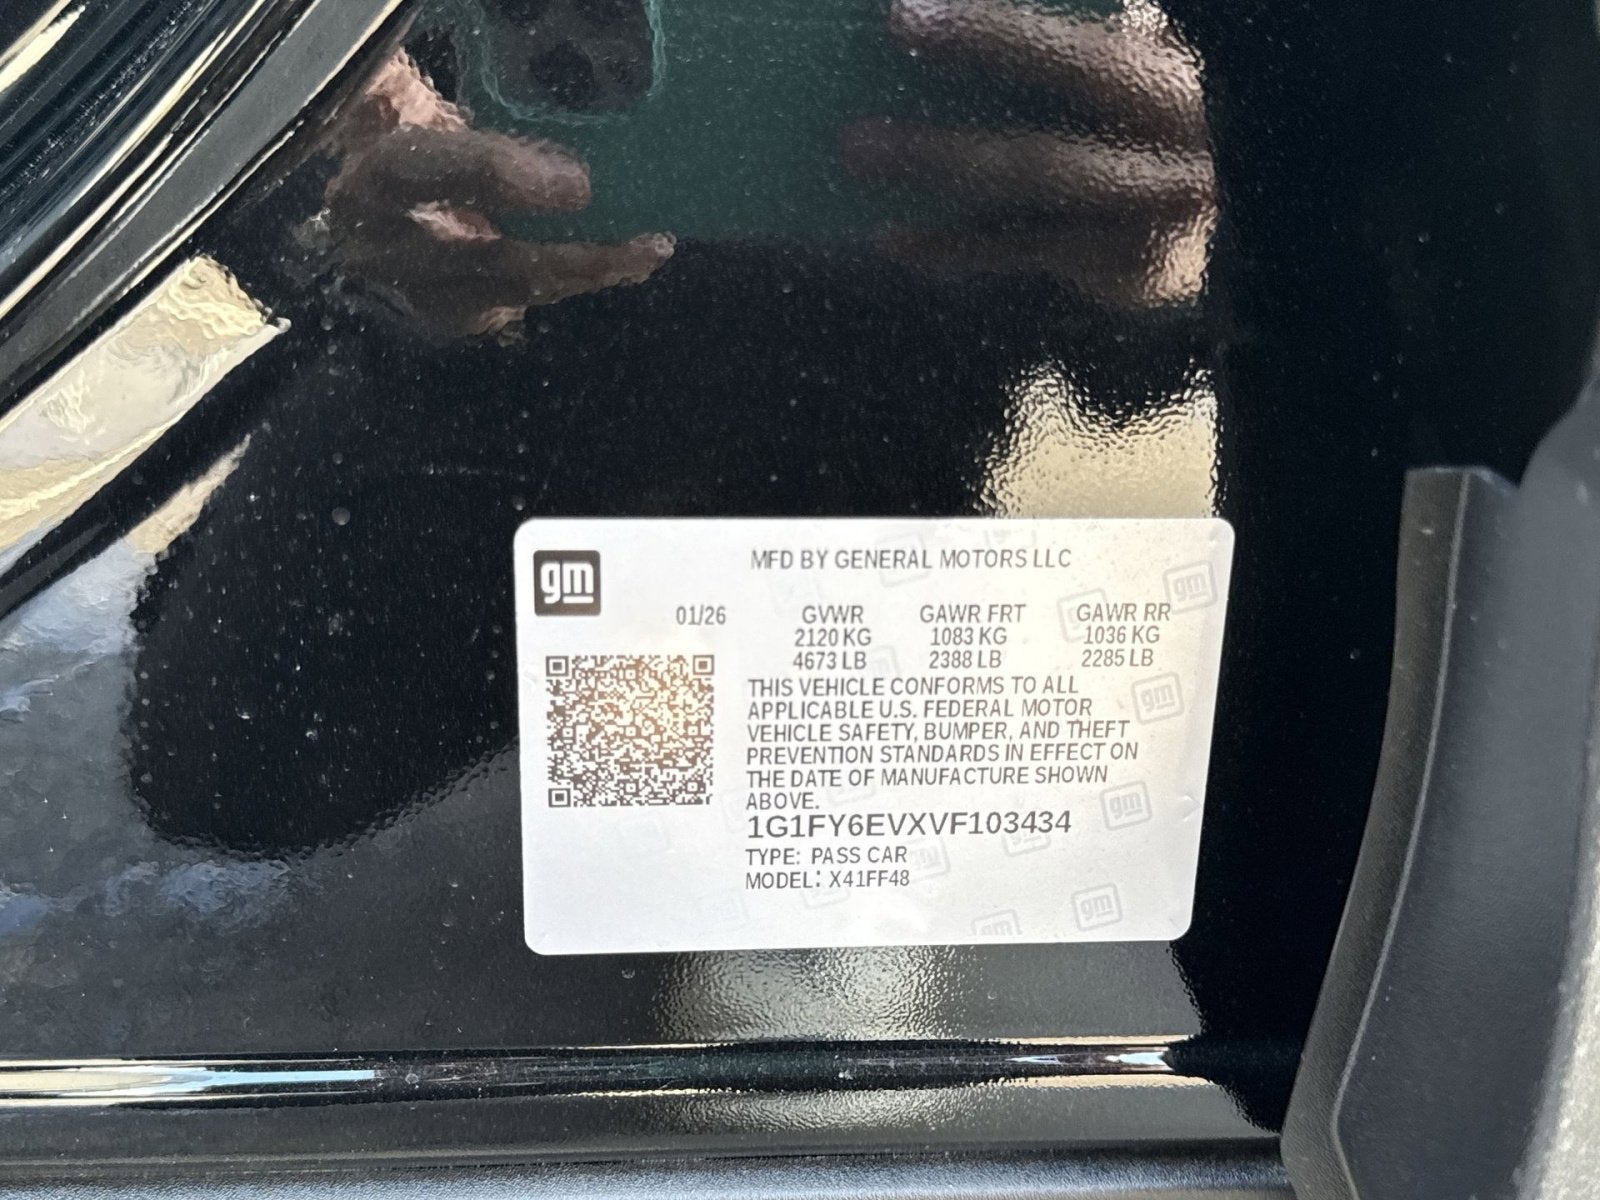 gm
MFD BY GENERAL MOTORS LLC
01/26 GVWR GAWR FRT GAWR RR
2120 KG 1083 KG 1036 KG
4673 LB 2388 LB 2285 LB
THIS VEHICLE CONFORMS TO ALL
APPLICABLE U.S. FEDERAL MOTOR
VEHICLE SAFETY, BUMPER, AND THEFT
PREVENTION STANDARDS IN EFFECT ON
THE DATE OF MANUFACTURE SHOWN
ABOVE.
1G1FY6EVXVF103434
TYPE: PASS CAR
MODEL: X41FF48